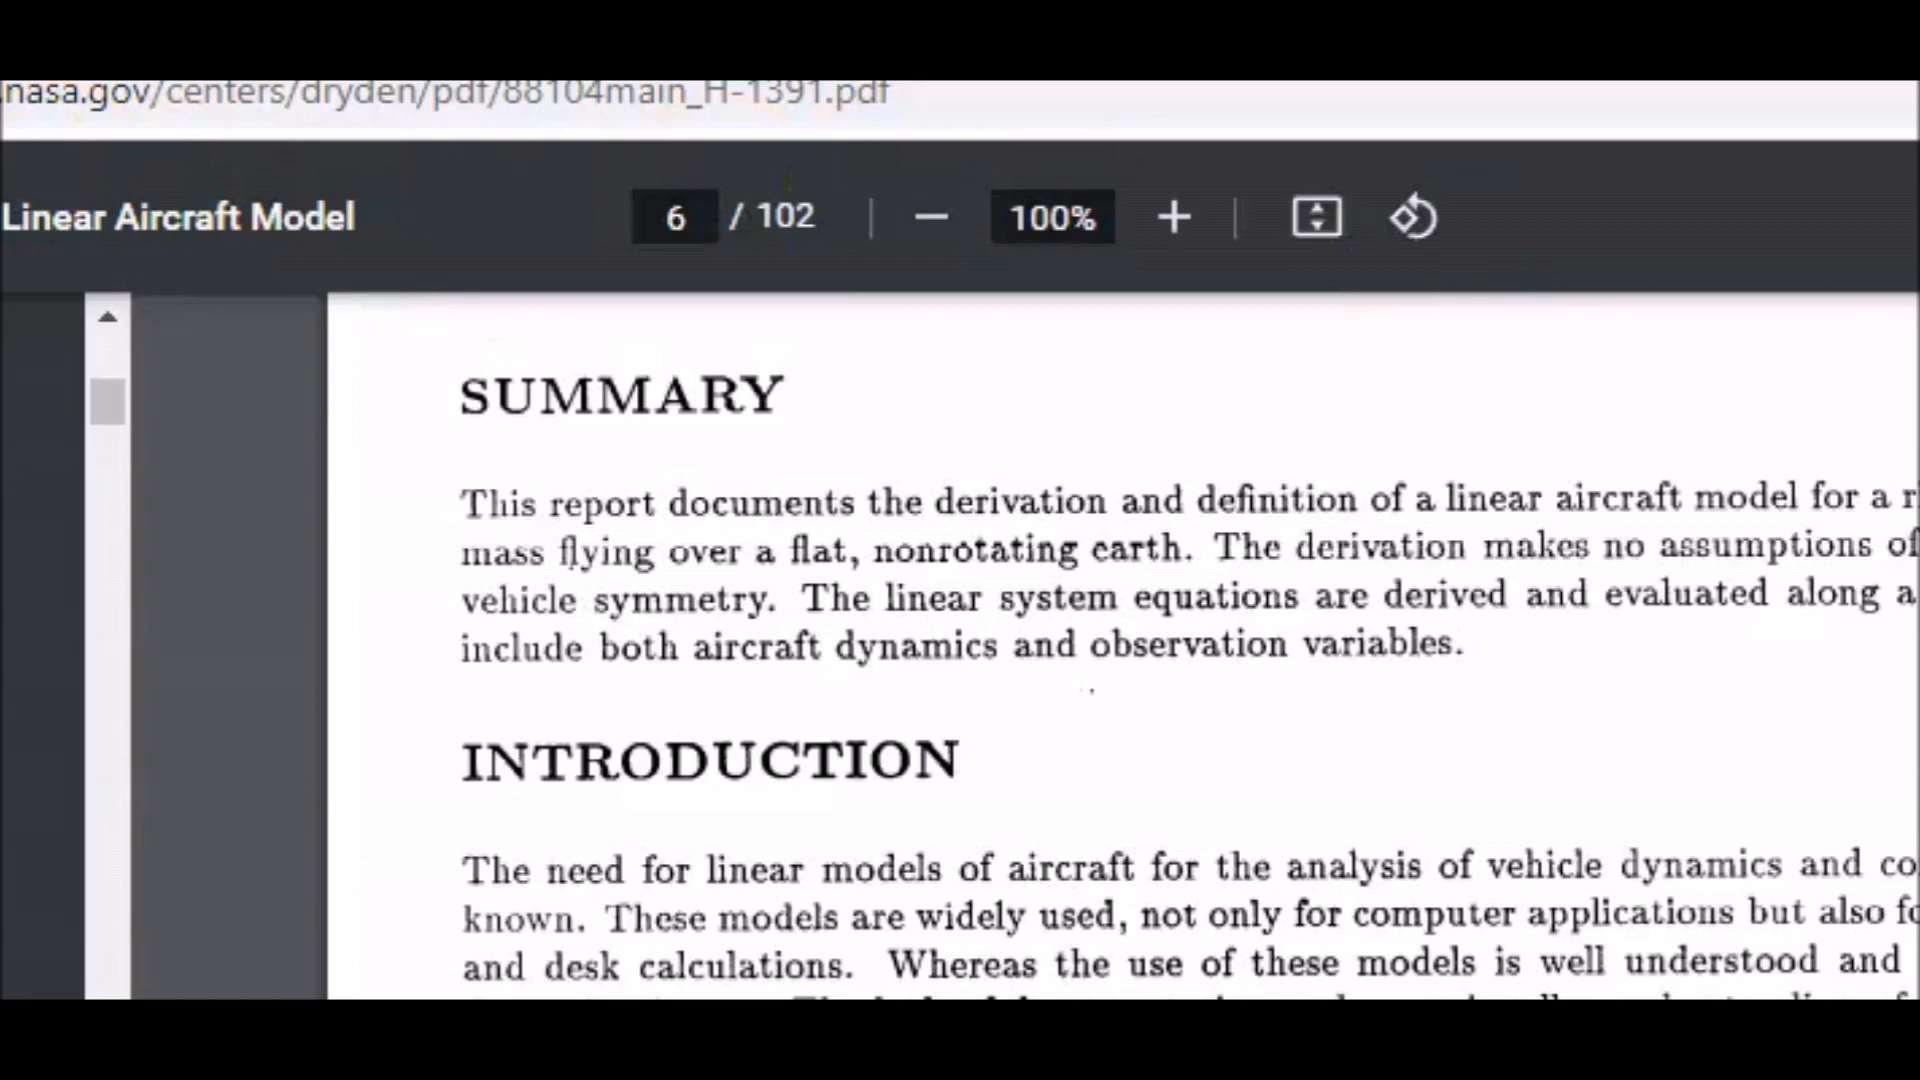 nasa.gov/centers/dryden/pdf/88104main_H-1391.pdf
Linear Aircraft Model 6 / 102 100%
SUMMARY
This report documents the derivation and definition of a linear aircraft model for a
mass flying over a flat, nonrotating earth. The derivation makes no assumptions of
vehicle symmetry. The linear system equations are derived and evaluated along a
include both aircraft dynamics and observation variables.
INTRODUCTION
The need for linear models of aircraft for the analysis of vehicle dynamics and
known. These models are widely used, not only for computer applications but also
and desk calculations. Whereas the use of these models is well understood and